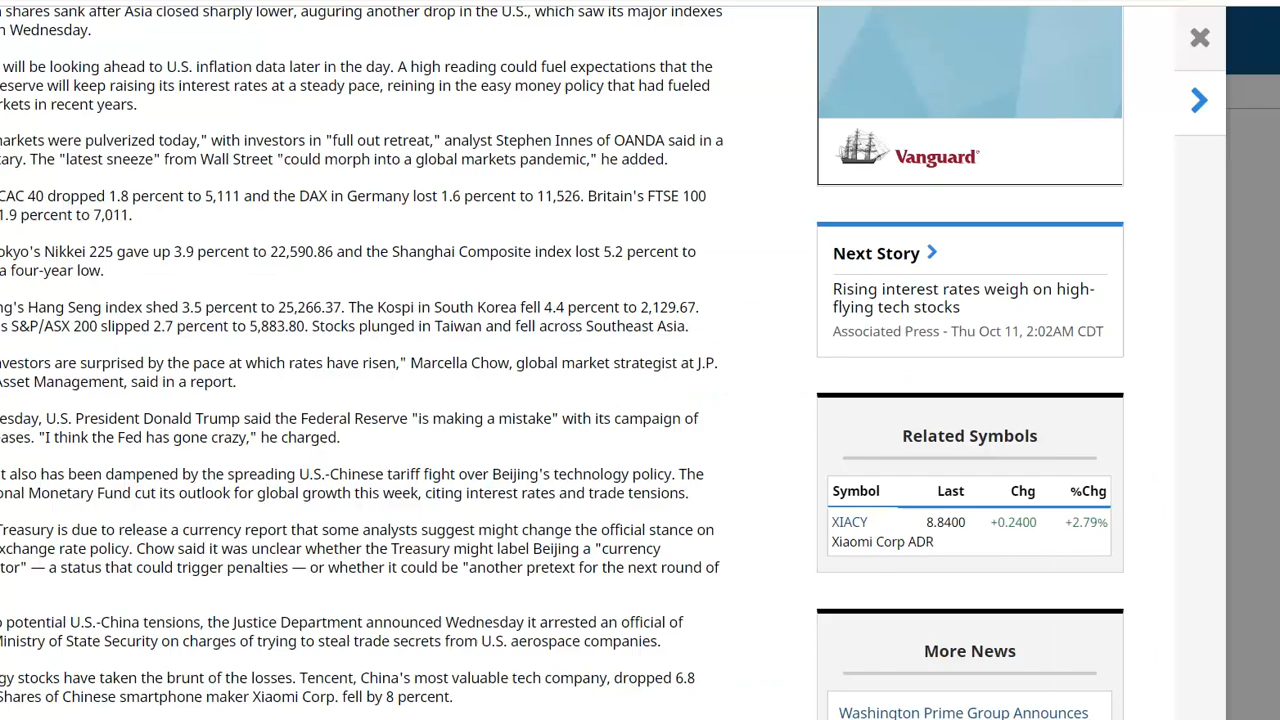 shares sank after Asia closed sharply lower, auguring another drop in the U.S., which saw its major indexes
Wednesday.
will be looking ahead to U.S. inflation data later in the day. A high reading could fuel expectations that the
eserve will keep raising its interest rates at a steady pace, reining in the easy money policy that had fueled
rkets in recent years.
arkets were pulverized today," with investors in "full out retreat," analyst Stephen Innes of OANDA said in a
tary. The "latest sneeze" from Wall Street "could morph into a global markets pandemic," he added.
CAC 40 dropped 1.8 percent to 5,111 and the DAX in Germany lost 1.6 percent to 11,526. Britain's FTSE 100
1.9 percent to 7,011.
okyo's Nikkei 225 gave up 3.9 percent to 22,590.86 and the Shanghai Composite index lost 5.2 percent to
a four-year low.
ng's Hang Seng index shed 3.5 percent to 25,266.37. The Kospi in South Korea fell 4.4 percent to 2,129.67.
s S&P/ASX 200 slipped 2.7 percent to 5,883.80. Stocks plunged in Taiwan and fell across Southeast Asia.
vestors are surprised by the pace at which rates have risen," Marcella Chow, global market strategist at J.P.
Asset Management, said in a report.
esday, U.S. President Donald Trump said the Federal Reserve "is making a mistake" with its campaign of
eases. "I think the Fed has gone crazy," he charged.
t also has been dampened by the spreading U.S.-Chinese tariff fight over Beijing's technology policy. The
onal Monetary Fund cut its outlook for global growth this week, citing interest rates and trade tensions.
Treasury is due to release a currency report that some analysts suggest might change the official stance on
xchange rate policy. Chow said it was unclear whether the Treasury might label Beijing a "currency
tor" — a status that could trigger penalties — or whether it could be "another pretext for the next round of
o potential U.S.-China tensions, the Justice Department announced Wednesday it arrested an official of
Ministry of State Security on charges of trying to steal trade secrets from U.S. aerospace companies.
gy stocks have taken the brunt of the losses. Tencent, China's most valuable tech company, dropped 6.8
Shares of Chinese smartphone maker Xiaomi Corp. fell by 8 percent.
Vanguard®
Next Story
Rising interest rates weigh on high-
flying tech stocks
Associated Press - Thu Oct 11, 2:02AM CDT
Related Symbols
Symbol Last Chg %Chg
XIACY 8.8400 +0.2400 +2.79%
Xiaomi Corp ADR
More News
Washington Prime Group Announces